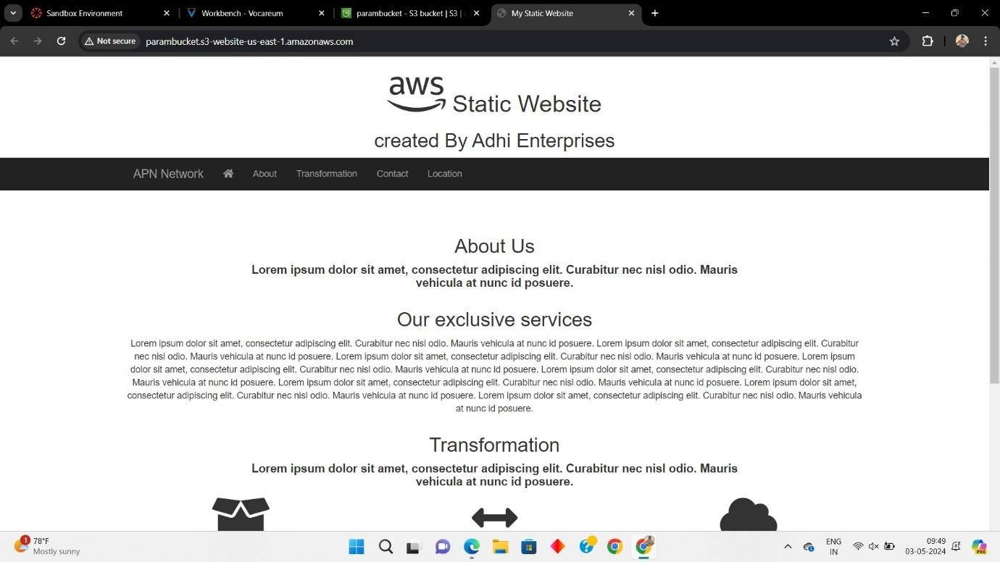 Sandbox Environment
Workbench - Vocareum
parambucket - S3 bucket | S3 |
My Static Website
Not secure
parambucket.s3-website-us-east-1.amazonaws.com
aws Static Website
created By Adhi Enterprises
APN Network
About
Transformation
Contact
Location
About Us
Lorem ipsum dolor sit amet, consectetur adipiscing elit. Curabitur nec nisl odio. Mauris
vehicula at nunc id posuere.
Our exclusive services
Lorem ipsum dolor sit amet, consectetur adipiscing elit. Curabitur nec nisl odio. Mauris vehicula at nunc id posuere. Lorem ipsum dolor sit amet, consectetur adipiscing elit. Curabitur
nec nisl odio. Mauris vehicula at nunc id posuere. Lorem ipsum dolor sit amet, consectetur adipiscing elit. Curabitur nec nisl odio. Mauris vehicula at nunc id posuere. Lorem ipsum
dolor sit amet, consectetur adipiscing elit. Curabitur nec nisl odio. Mauris vehicula at nunc id posuere. Lorem ipsum dolor sit amet, consectetur adipiscing elit. Curabitur nec nisl odio.
Mauris vehicula at nunc id posuere. Lorem ipsum dolor sit amet, consectetur adipiscing elit. Curabitur nec nisl odio. Mauris vehicula at nunc id posuere. Lorem ipsum dolor sit amet,
consectetur adipiscing elit. Curabitur nec nisl odio. Mauris vehicula at nunc id posuere. Lorem ipsum dolor sit amet, consectetur adipiscing elit. Curabitur nec nisl odio. Mauris vehicula
at nunc id posuere.
Transformation
Lorem ipsum dolor sit amet, consectetur adipiscing elit. Curabitur nec nisl odio. Mauris
vehicula at nunc id posuere.
1
78°F
Mostly sunny
ENG
IN
09:49
03-05-2024
PRE